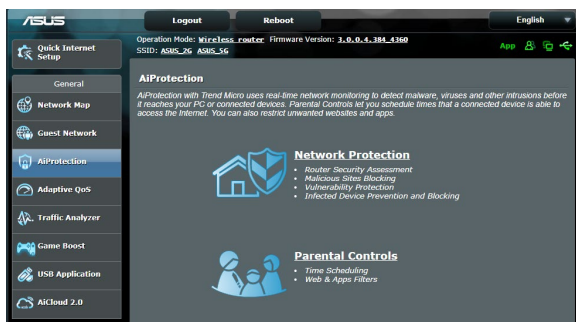 ASUS
Logout
Reboot
English
Quick Internet
Setup
Operation Mode: Wireless router Firmware Version: 3.0.0.4.384_4360
SSID: ASUS_2G ASUS_5G
App
General
Network Map
Guest Network
AiProtection
Adaptive QoS
Traffic Analyzer
Game Boost
USB Application
AiCloud 2.0
AiProtection
AiProtection with Trend Micro uses real-time network monitoring to detect malware, viruses and other intrusions before
it reaches your PC or connected devices. Parental Controls let you schedule times that a connected device is able to
access the Internet. You can also restrict unwanted websites and apps.
Network Protection
• Router Security Assessment
• Malicious Sites Blocking
• Vulnerability Protection
• Infected Device Prevention and Blocking
Parental Controls
• Time Scheduling
• Web & Apps Filters